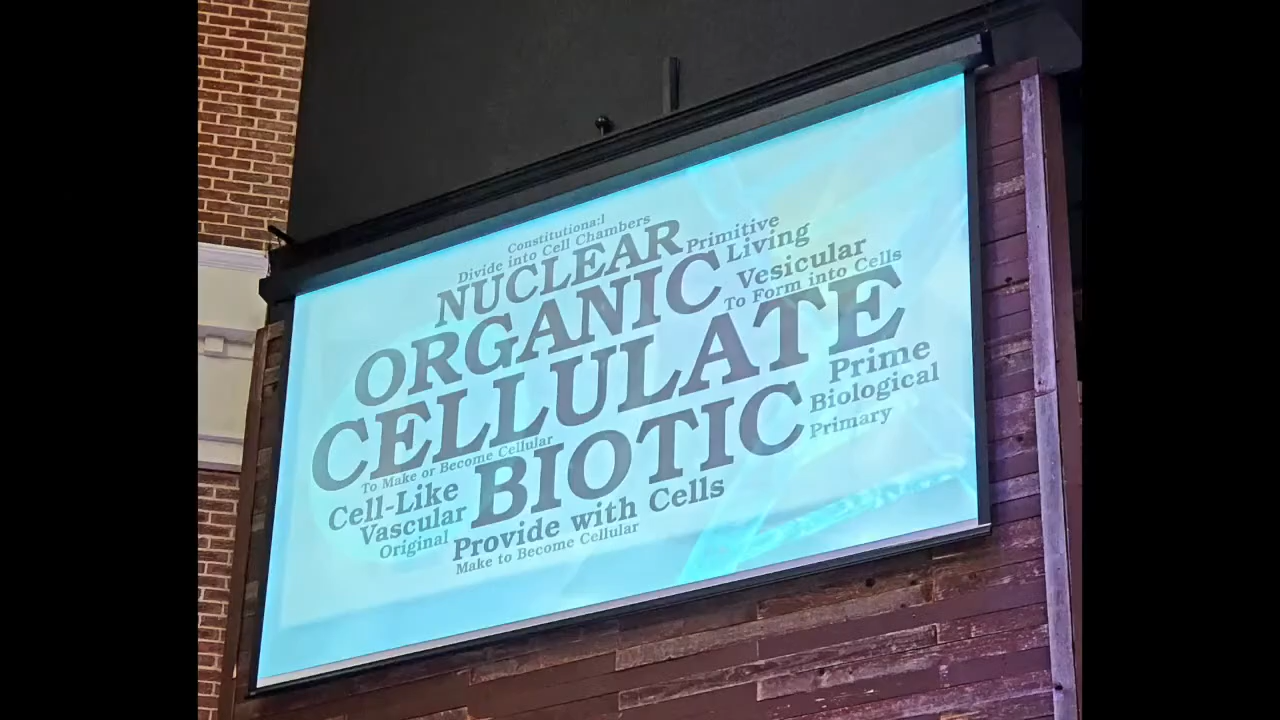 Constitutiona:l
Divide into Cell Chambers
NUCLEAR
Primitive
Living
ORGANIC
Vesicular
To Form into Cells
CELLULATE
Prime
Biological
Primary
To Make or Become Cellular
BIOTIC
Cell-Like
Vascular
Original
Provide with Cells
Make to Become Cellular